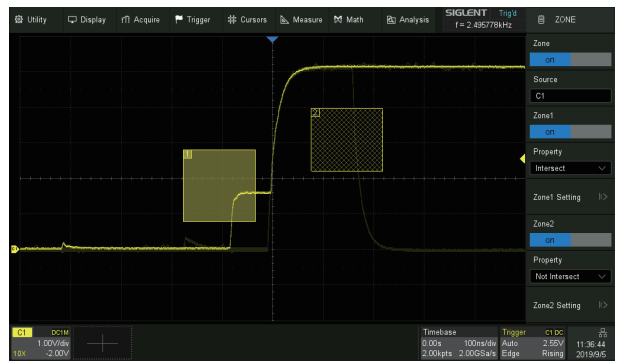 Utility Display Acquire Trigger Cursors Measure Math Analysis SIGLENT Trig'd
f = 2.495778kHz
ZONE
Zone
on
Source
C1
Zone1
on
Property
Intersect
Zone1 Setting
Zone2
on
Property
Not Intersect
Zone2 Setting
1
2
C1 DC1M
1.00V/div
10X -2.00V
Timebase
0.00s 100ns/div
2.00kpts 2.00GSa/s
Trigger C1 DC
Auto 2.55V
Edge Rising
11:36:44
2019/9/5